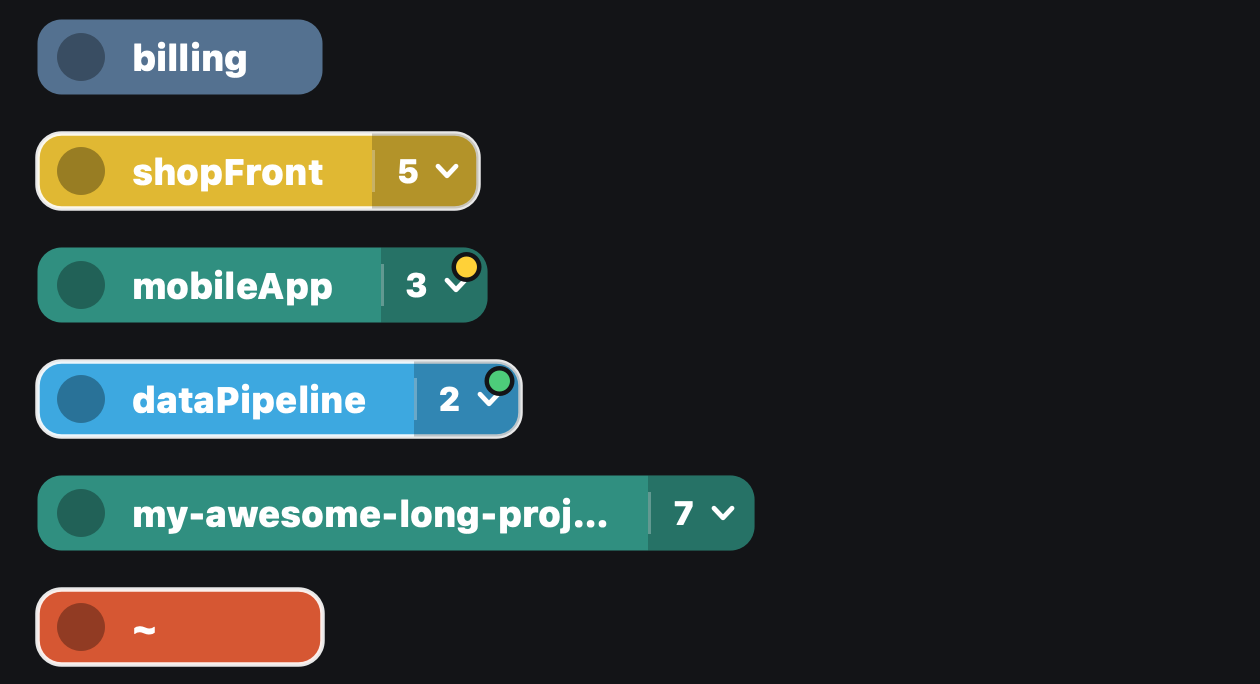 billing
shopFront 5
mobileApp 3
dataPipeline 2
my-awesome-long-proj... 7
~